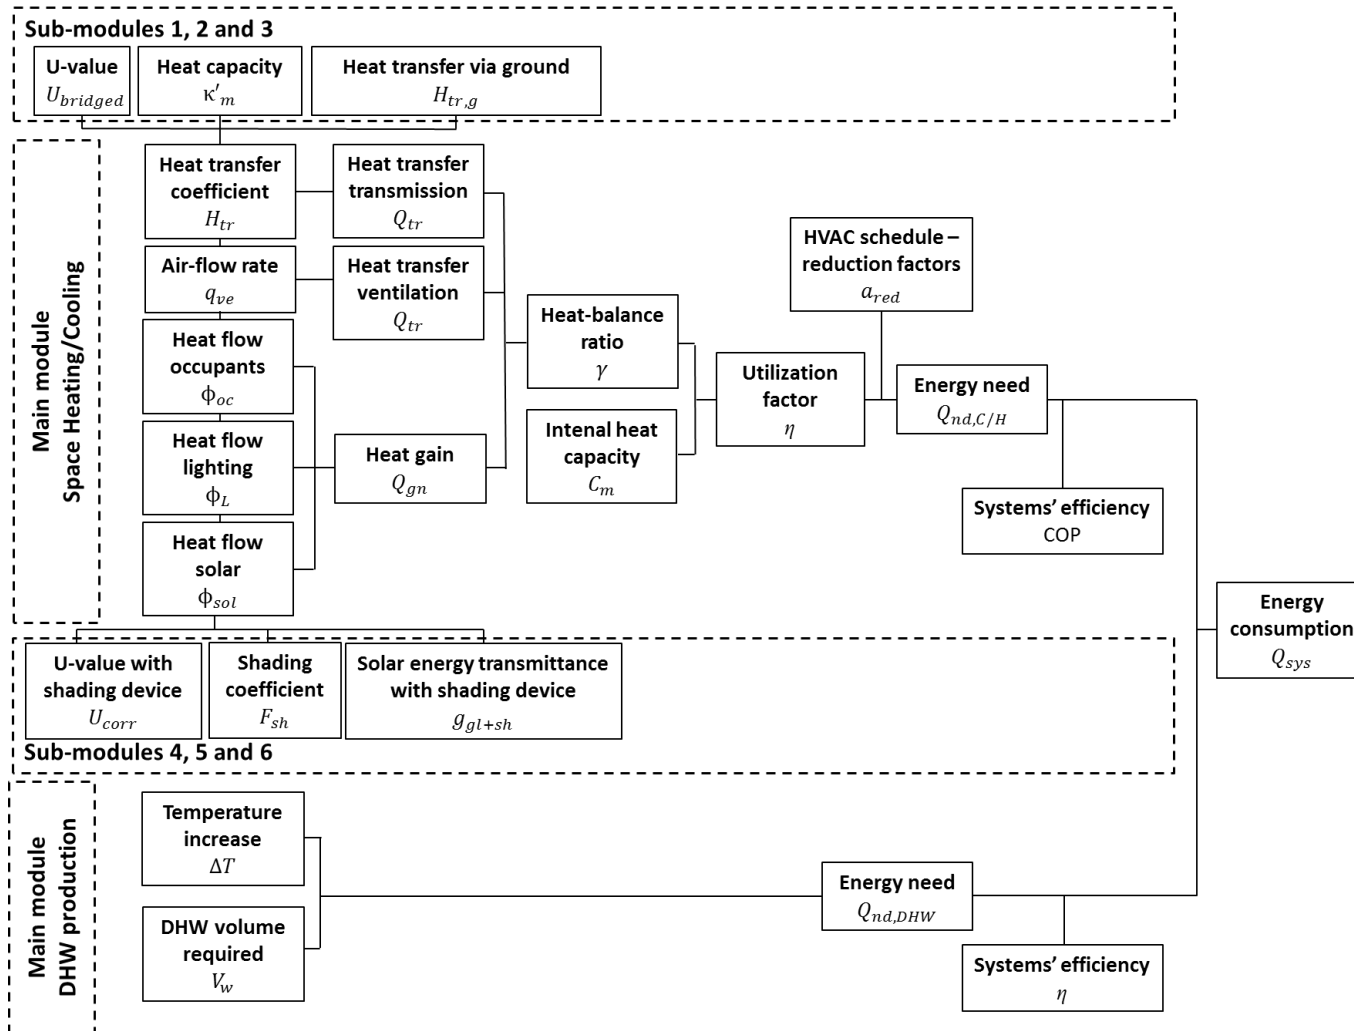 Sub-modules 1, 2 and 3
U-value
U_bridged
Heat capacity
κ′_m
Heat transfer via ground
H_tr,g
Main module
Space Heating/Cooling
Heat transfer
coefficient
H_tr
Heat transfer
transmission
Q_tr
Air-flow rate
q_ve
Heat transfer
ventilation
Q_tr
Heat flow
occupants
ϕ_oc
Heat flow
lighting
ϕ_L
Heat flow
solar
ϕ_sol
Heat gain
Q_gn
Heat-balance
ratio
γ
Intenal heat
capacity
C_m
Utilization
factor
η
HVAC schedule –
reduction factors
a_red
Energy need
Q_nd,C/H
Systems’ efficiency
COP
Energy
consumption
Q_sys
U-value with
shading device
U_corr
Shading
coefficient
F_sh
Solar energy transmittance
with shading device
g_gl+sh
Sub-modules 4, 5 and 6
Main module
DHW production
Temperature
increase
ΔT
DHW volume
required
V_w
Energy need
Q_nd,DHW
Systems’ efficiency
η